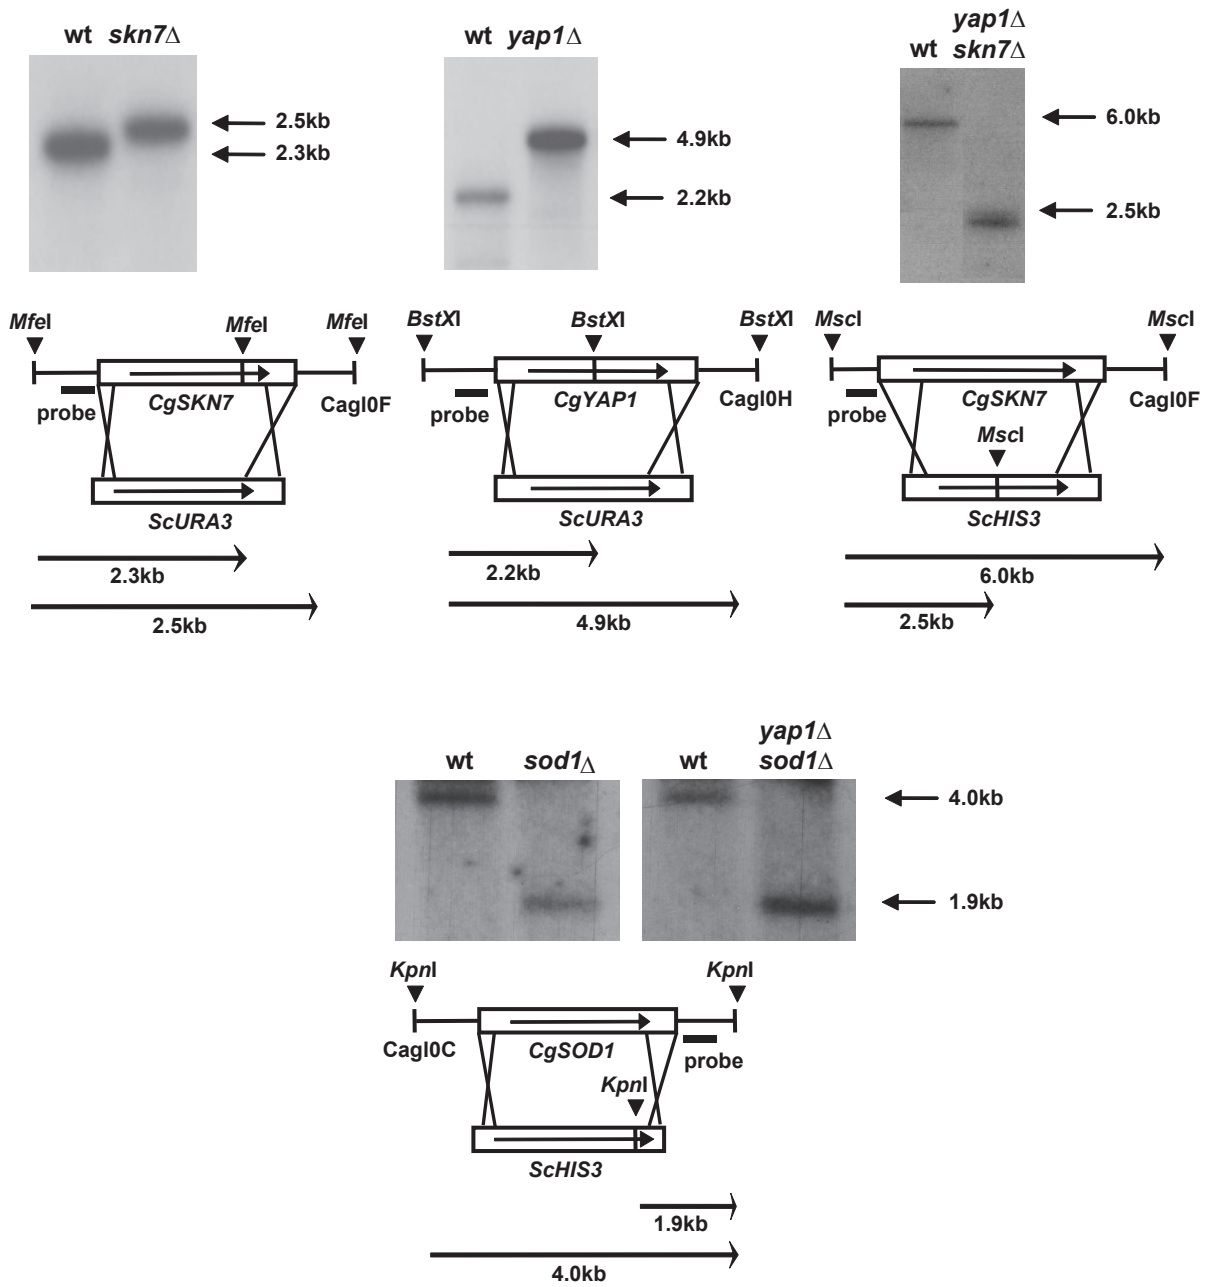 wt skn7Δ
2.5kb
2.3kb
wt yap1Δ
4.9kb
2.2kb
yap1Δ
wt skn7Δ
6.0kb
2.5kb
MfeI
MfeI
MfeI
probe
CgSKN7
CagI0F
ScURA3
2.3kb
2.5kb
BstXI
BstXI
BstXI
probe
CgYAP1
CagI0H
ScURA3
2.2kb
4.9kb
MscI
MscI
probe
CgSKN7
CagI0F
MscI
ScHIS3
6.0kb
2.5kb
wt sod1Δ
yap1Δ
wt sod1Δ
4.0kb
1.9kb
KpnI
KpnI
CagI0C
CgSOD1
probe
KpnI
ScHIS3
1.9kb
4.0kb